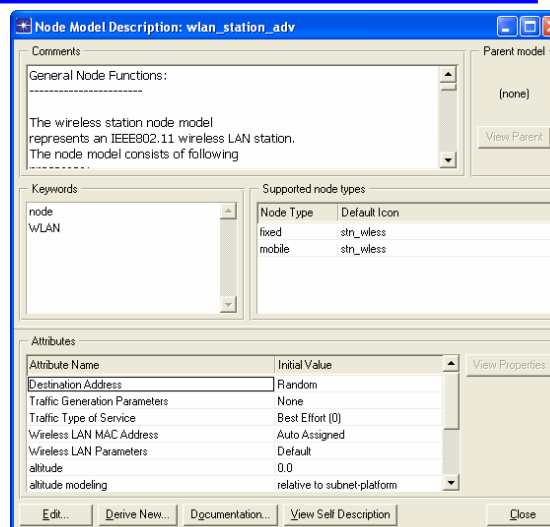 Node Model Description: wlan_station_adv
Comments
General Node Functions:
-----------------------
The wireless station node model
represents an IEEE802.11 wireless LAN station.
The node model consists of following
Parent model
(none)
View Parent
Keywords
node
WLAN
Supported node types
Node Type Default Icon
fixed stn_wless
mobile stn_wless
Attributes
Attribute Name Initial Value
Destination Address Random
Traffic Generation Parameters None
Traffic Type of Service Best Effort (0)
Wireless LAN MAC Address Auto Assigned
Wireless LAN Parameters Default
altitude 0.0
altitude modeling relative to subnet-platform
View Properties
Edit... Derive New... Documentation... View Self Description Close